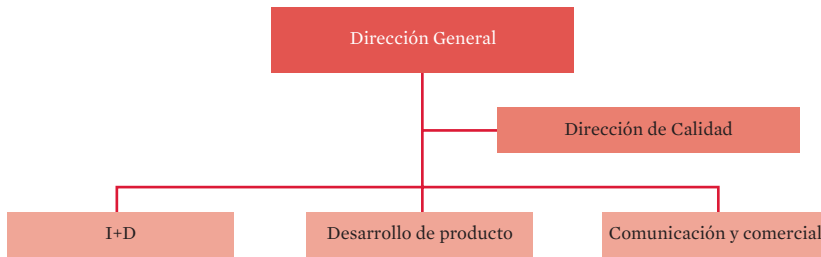 Dirección General
Dirección de Calidad
I+D
Desarrollo de producto
Comunicación y comercial